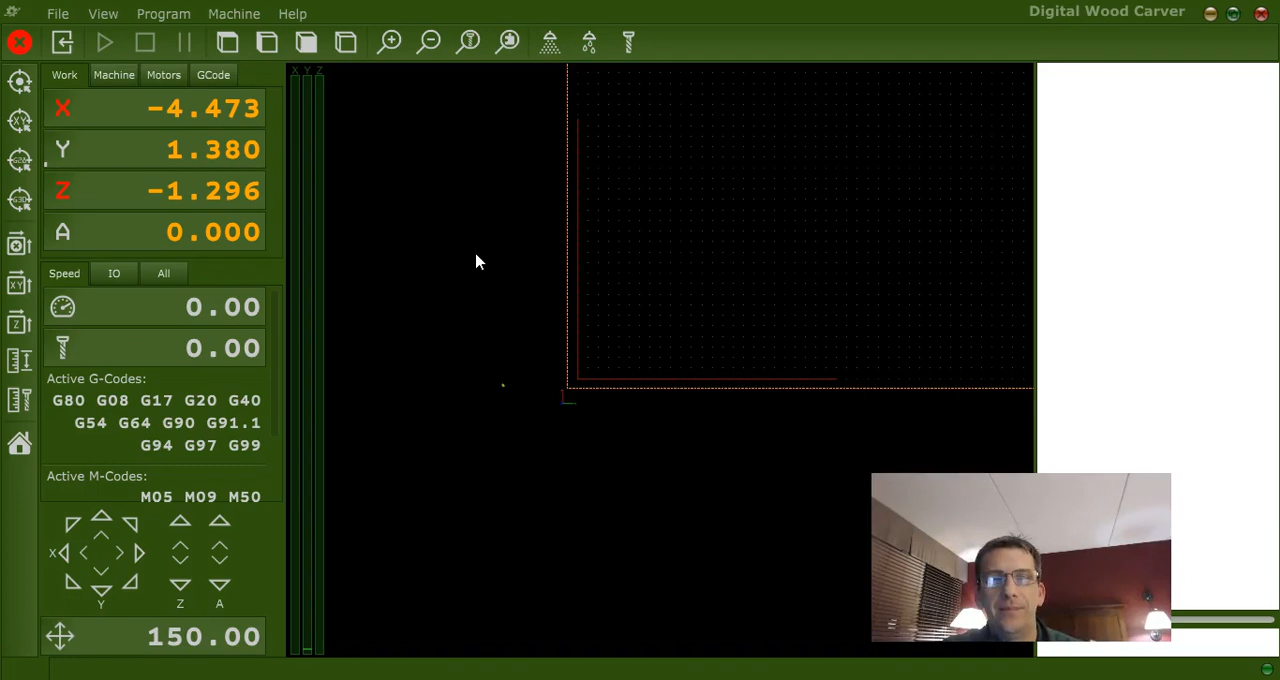 File View Program Machine Help
Digital Wood Carver
Work Machine Motors GCode
X Y Z
X -4.473
Y 1.380
Z -1.296
A 0.000
Speed IO All
0.00
0.00
Active G-Codes:
G80 G08 G17 G20 G40
G54 G64 G90 G91.1
G94 G97 G99
Active M-Codes:
M05 M09 M50
X
Y
Z
A
150.00
XY
XY
Z